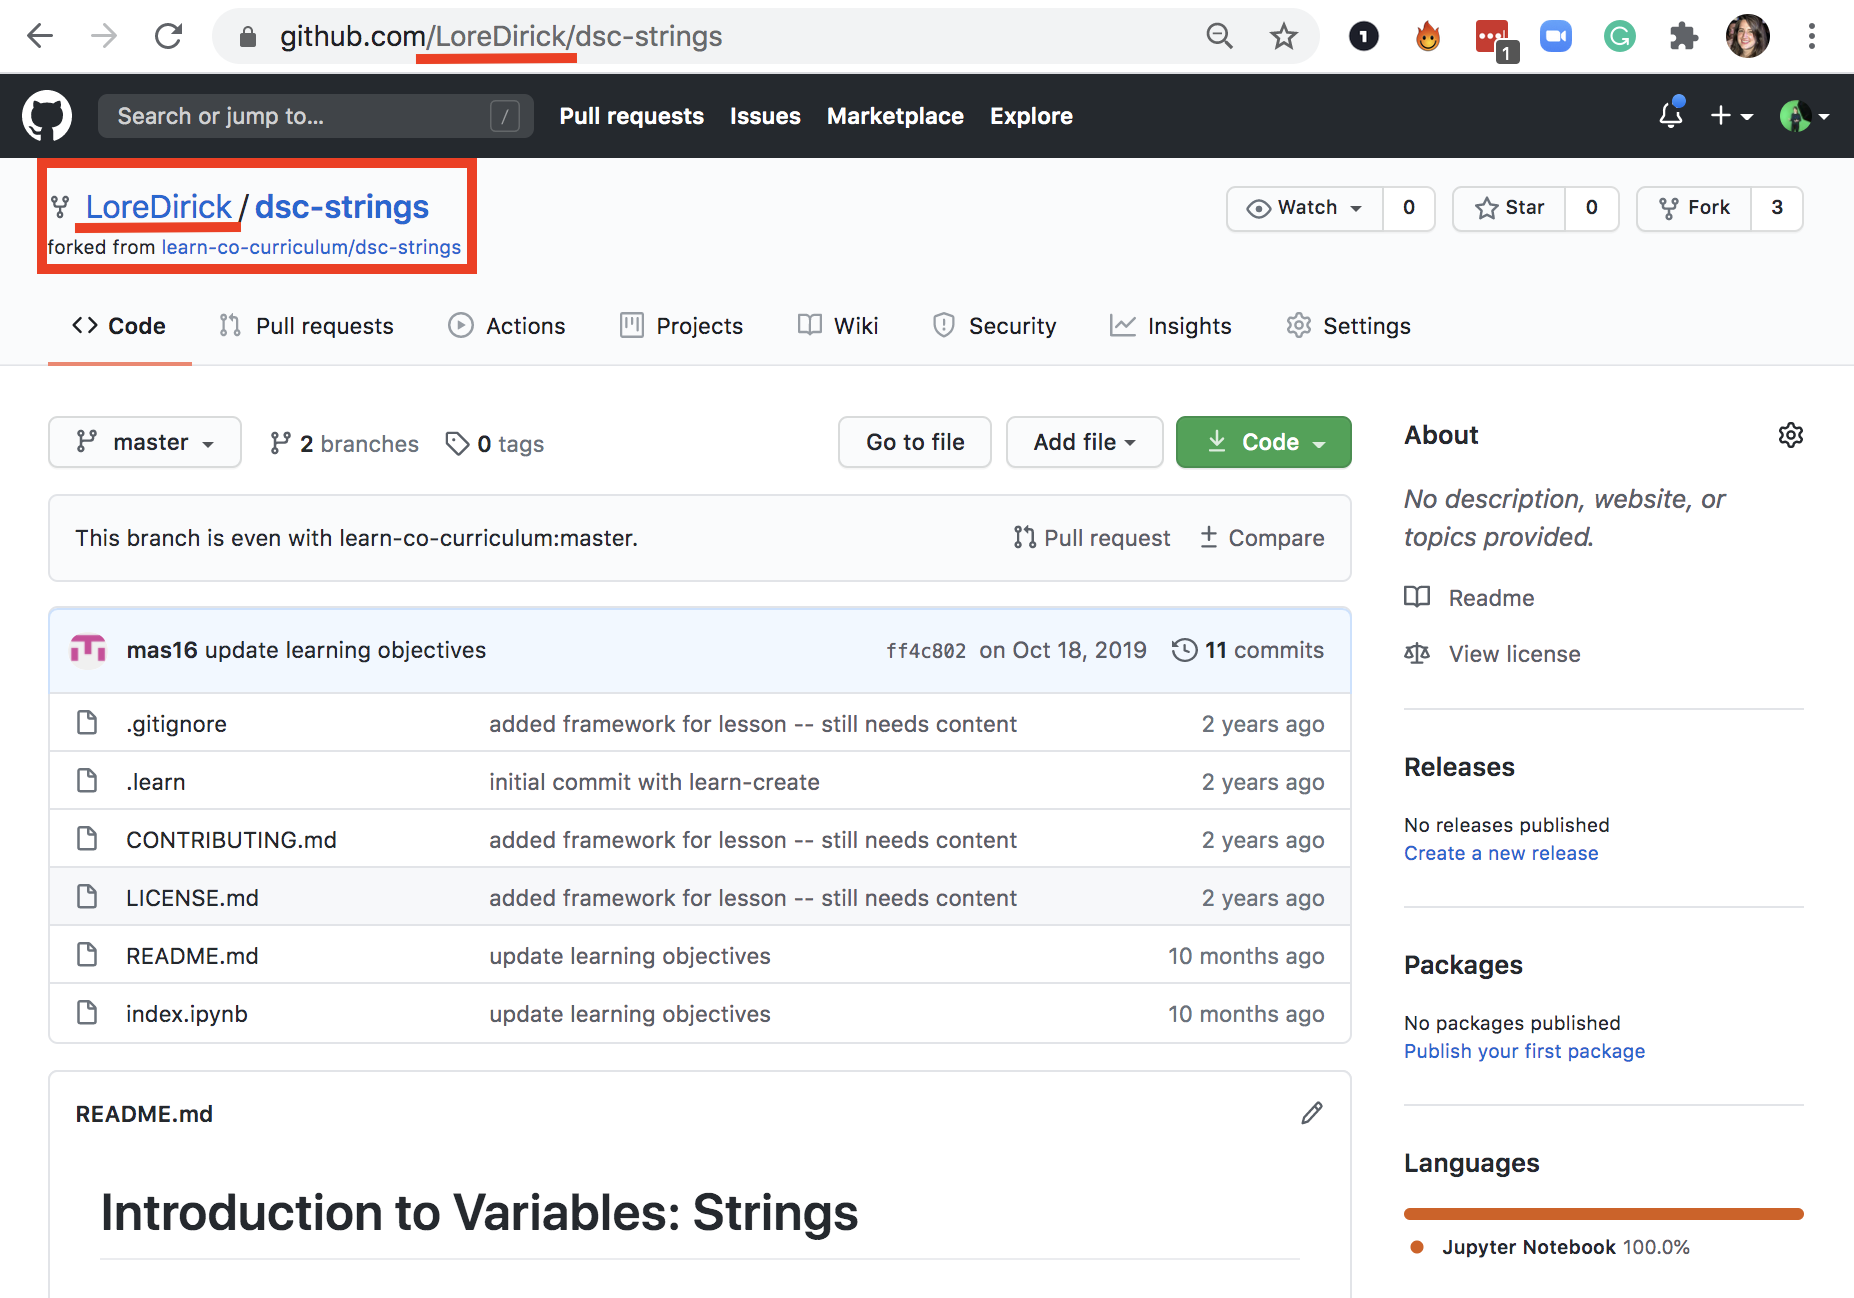 github.com/LoreDirick/dsc-strings
1
1
Search or jump to... /
Pull requests Issues Marketplace Explore
LoreDirick / dsc-strings
forked from learn-co-curriculum/dsc-strings
Watch 0 Star 0 Fork 3
Code Pull requests Actions Projects Wiki Security Insights Settings
master 2 branches 0 tags Go to file Add file Code
This branch is even with learn-co-curriculum:master. Pull request Compare
mas16 update learning objectives ff4c802 on Oct 18, 2019 11 commits
.gitignore added framework for lesson -- still needs content 2 years ago
.learn initial commit with learn-create 2 years ago
CONTRIBUTING.md added framework for lesson -- still needs content 2 years ago
LICENSE.md added framework for lesson -- still needs content 2 years ago
README.md update learning objectives 10 months ago
index.ipynb update learning objectives 10 months ago
README.md
Introduction to Variables: Strings
About
No description, website, or
topics provided.
Readme
View license
Releases
No releases published
Create a new release
Packages
No packages published
Publish your first package
Languages
Jupyter Notebook 100.0%